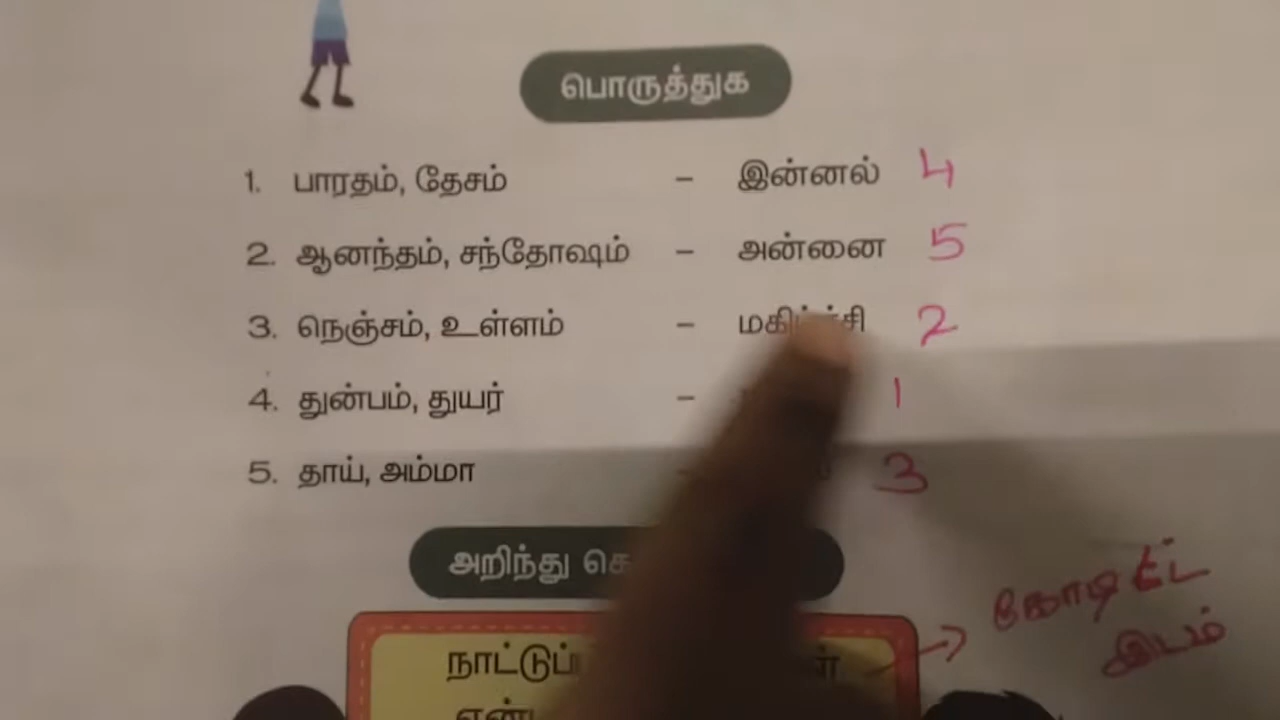 பொருத்துக
1. பாரதம், தேசம் – இன்னல் 4
2. ஆனந்தம், சந்தோஷம் – அன்னை 5
3. நெஞ்சம், உள்ளம் – மகிழ்ச்சி 2
4. துன்பம், துயர் – 1
5. தாய், அம்மா – 3
அறிந்து
கோடிட்ட
இடம்